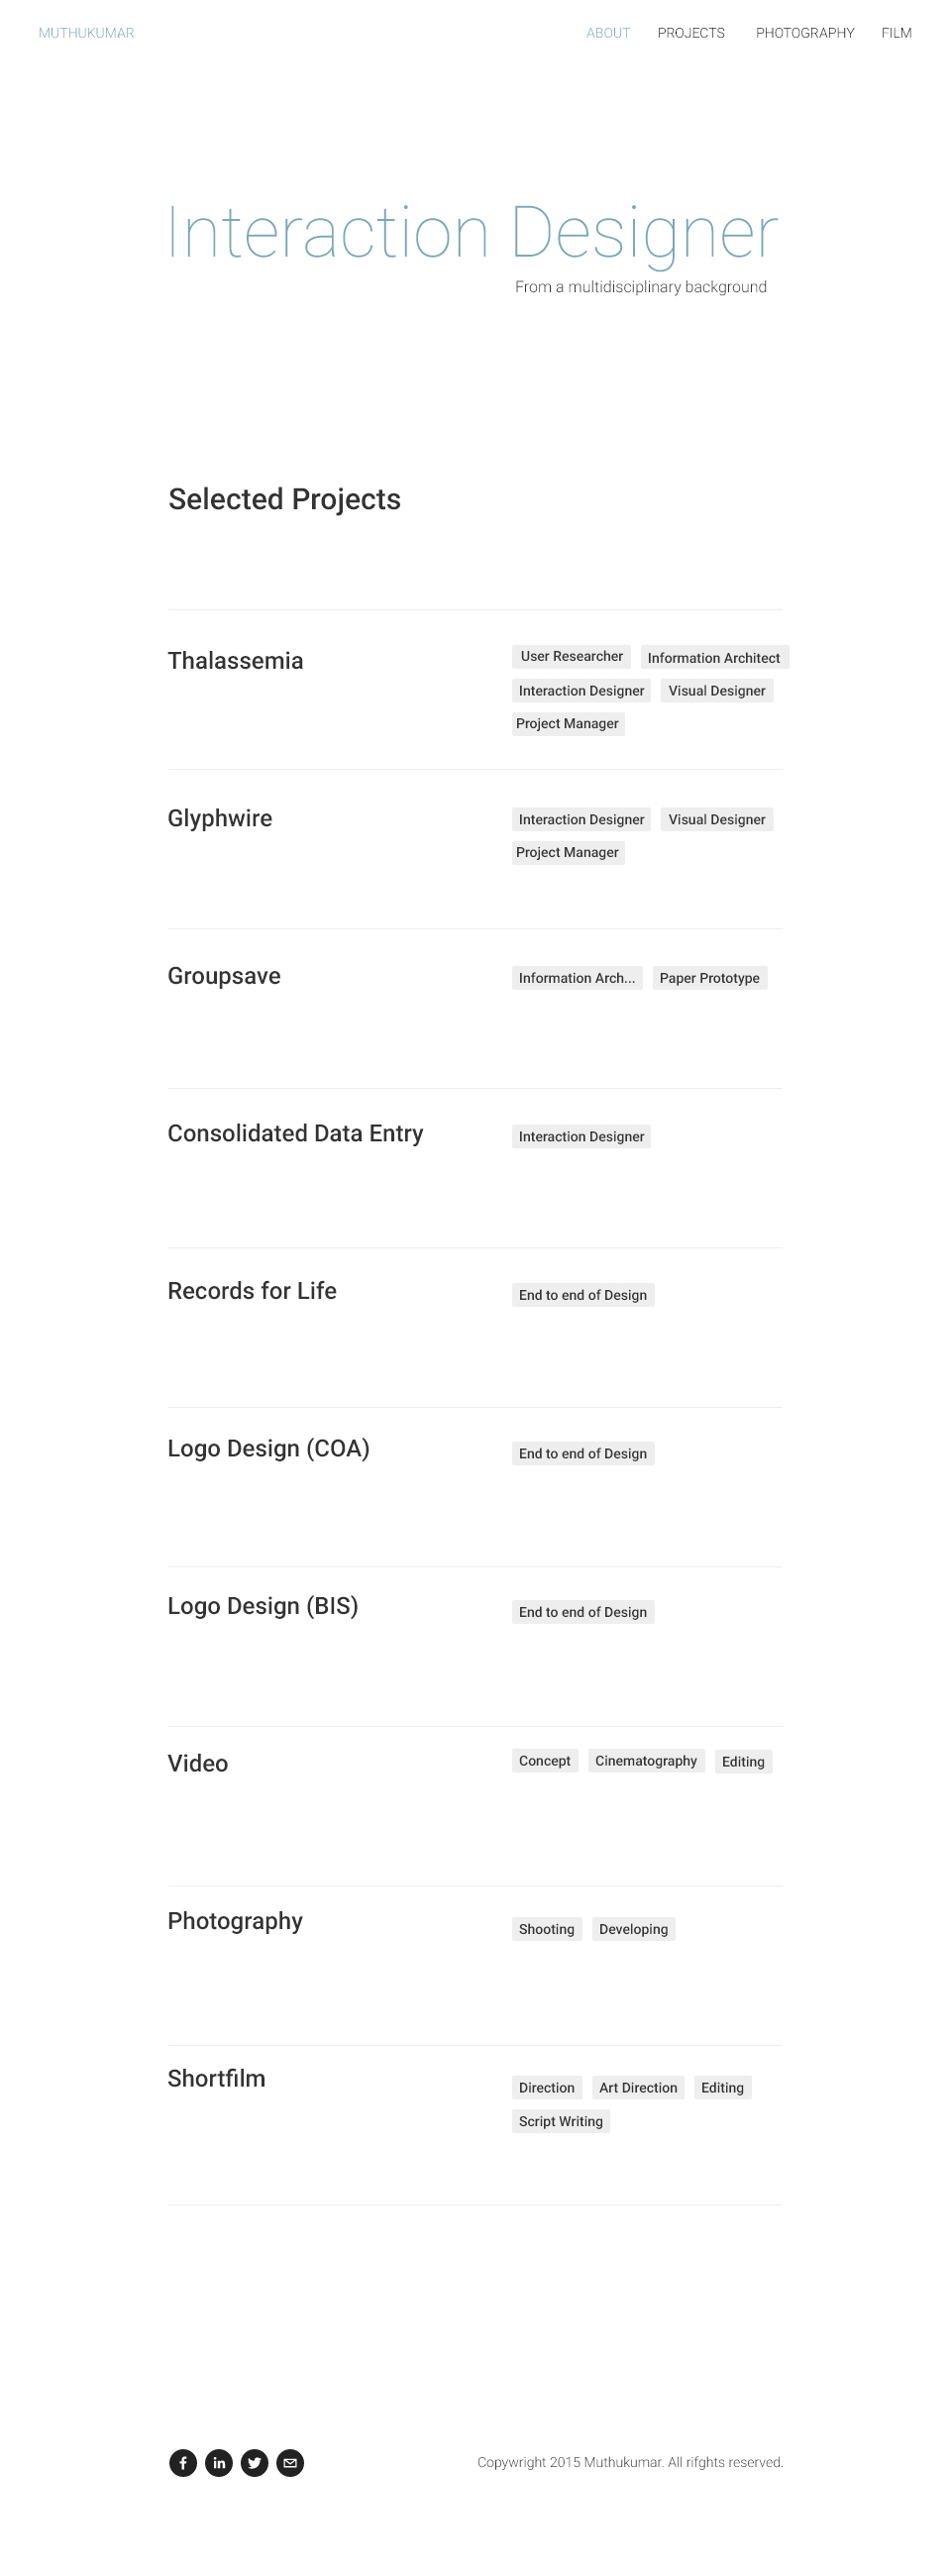 MUTHUKUMAR ABOUT PROJECTS PHOTOGRAPHY FILM
Interaction Designer
From a multidisciplinary background
Selected Projects
Thalassemia
User Researcher Information Architect
Interaction Designer Visual Designer
Project Manager
Glyphwire
Interaction Designer Visual Designer
Project Manager
Groupsave
Information Arch... Paper Prototype
Consolidated Data Entry
Interaction Designer
Records for Life
End to end of Design
Logo Design (COA)
End to end of Design
Logo Design (BIS)
End to end of Design
Video
Concept Cinematography Editing
Photography
Shooting Developing
Shortfilm
Direction Art Direction Editing
Script Writing
Copywright 2015 Muthukumar. All rifghts reserved.